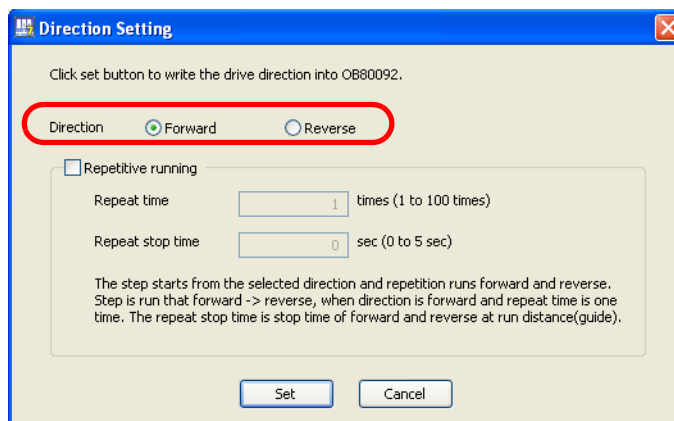 Direction Setting
Click set button to write the drive direction into OB80092.
Direction Forward Reverse
Repetitive running
Repeat time 1 times (1 to 100 times)
Repeat stop time 0 sec (0 to 5 sec)
The step starts from the selected direction and repetition runs forward and reverse.
Step is run that forward -> reverse, when direction is forward and repeat time is one
time. The repeat stop time is stop time of forward and reverse at run distance(guide).
Set Cancel